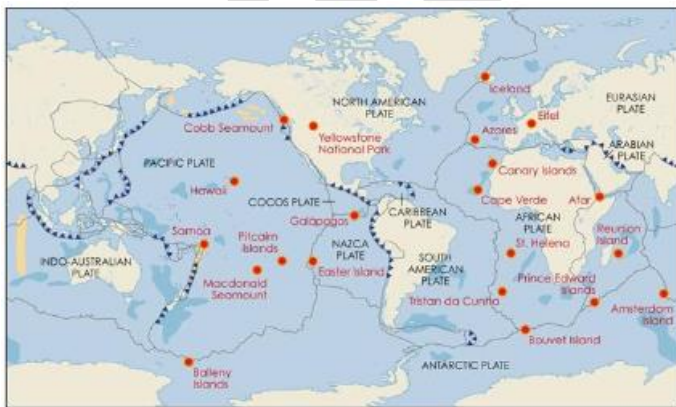 NORTH AMERICAN
PLATE
Iceland
EURASIAN
PLATE
Eifel
Cobb Seamount
Yellowstone
National Park
Azores
ARABIAN
PLATE
PACIFIC PLATE
Canary Islands
Hawaii
COCOS PLATE
CARIBBEAN
PLATE
Cape Verde
Afar
Galapagos
AFRICAN
PLATE
Samoa
Pitcairn
Islands
NAZCA
PLATE
SOUTH
AMERICAN
PLATE
St. Helena
Reunion
Island
INDO-AUSTRALIAN
PLATE
Macdonald
Seamount
Easter Island
Tristan da Cunha
Prince Edward
Islands
Amsterdam
Island
Bouvet Island
Balleny
Islands
ANTARCTIC PLATE